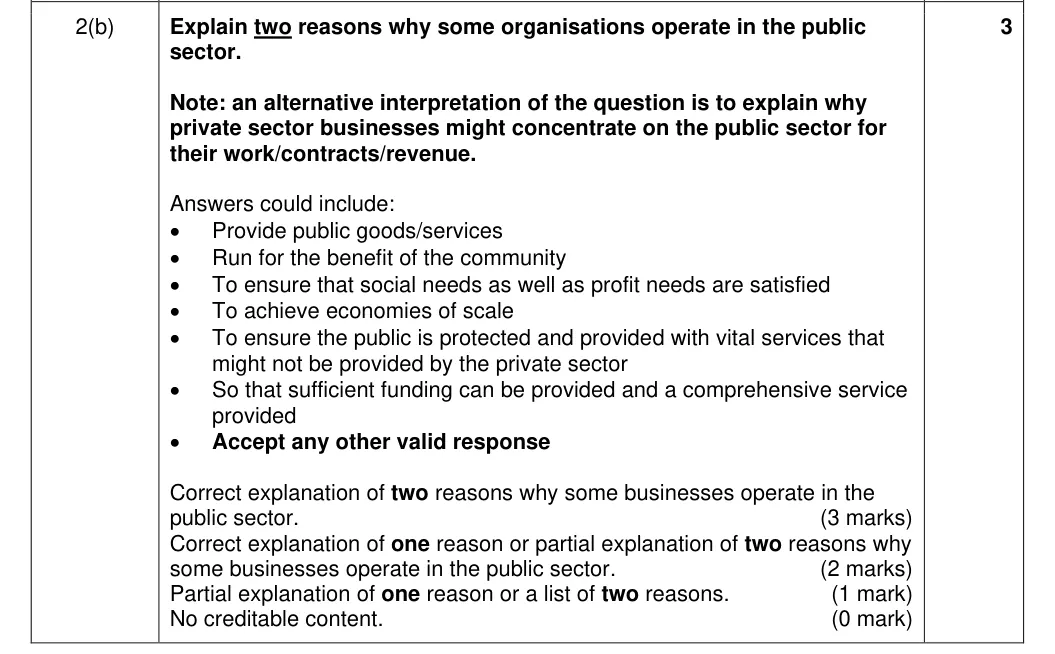 2(b)
Explain two reasons why some organisations operate in the public
sector.
3
Note: an alternative interpretation of the question is to explain why
private sector businesses might concentrate on the public sector for
their work/contracts/revenue.
Answers could include:
• Provide public goods/services
• Run for the benefit of the community
• To ensure that social needs as well as profit needs are satisfied
• To achieve economies of scale
• To ensure the public is protected and provided with vital services that
might not be provided by the private sector
• So that sufficient funding can be provided and a comprehensive service
provided
• Accept any other valid response
Correct explanation of two reasons why some businesses operate in the
public sector. (3 marks)
Correct explanation of one reason or partial explanation of two reasons why
some businesses operate in the public sector. (2 marks)
Partial explanation of one reason or a list of two reasons. (1 mark)
No creditable content. (0 mark)